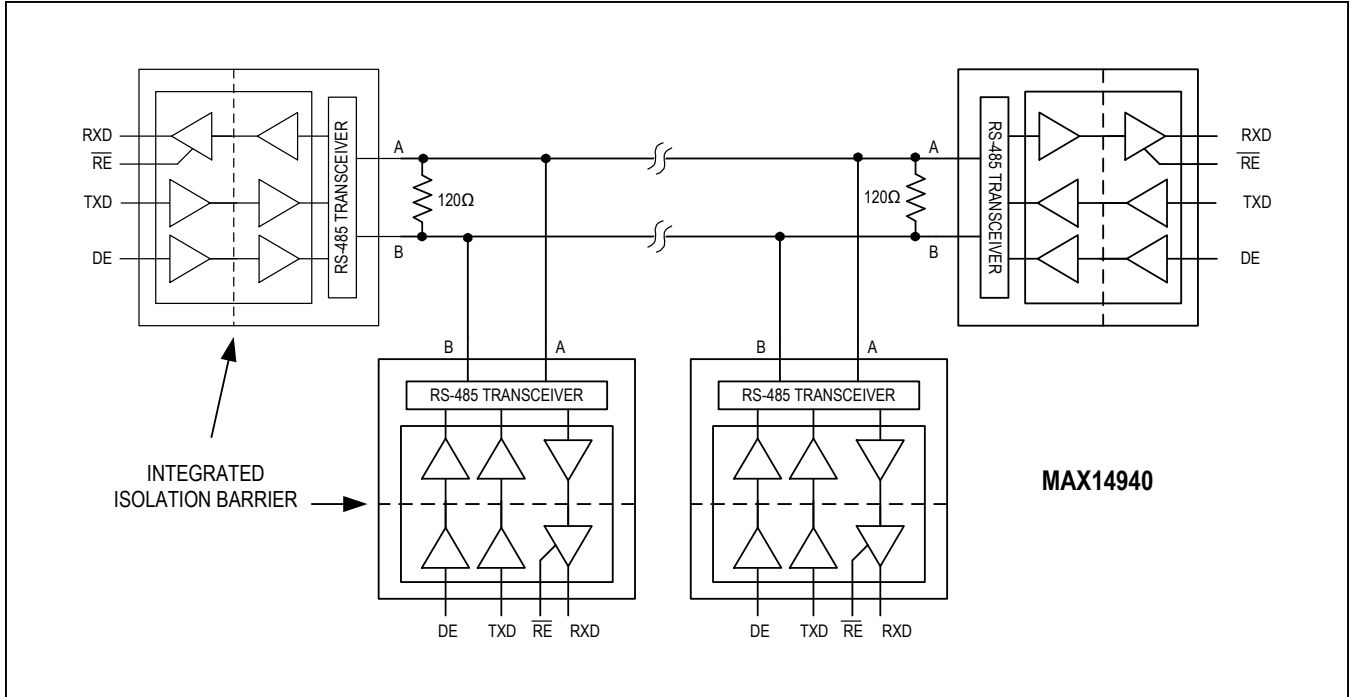 RXD
RE
TXD
DE
RS-485 TRANSCEIVER
A
B
120Ω
120Ω
A
B
RS-485 TRANSCEIVER
RXD
RE
TXD
DE
INTEGRATED
ISOLATION BARRIER
B A
RS-485 TRANSCEIVER
DE TXD RE RXD
B A
RS-485 TRANSCEIVER
DE TXD RE RXD
MAX14940